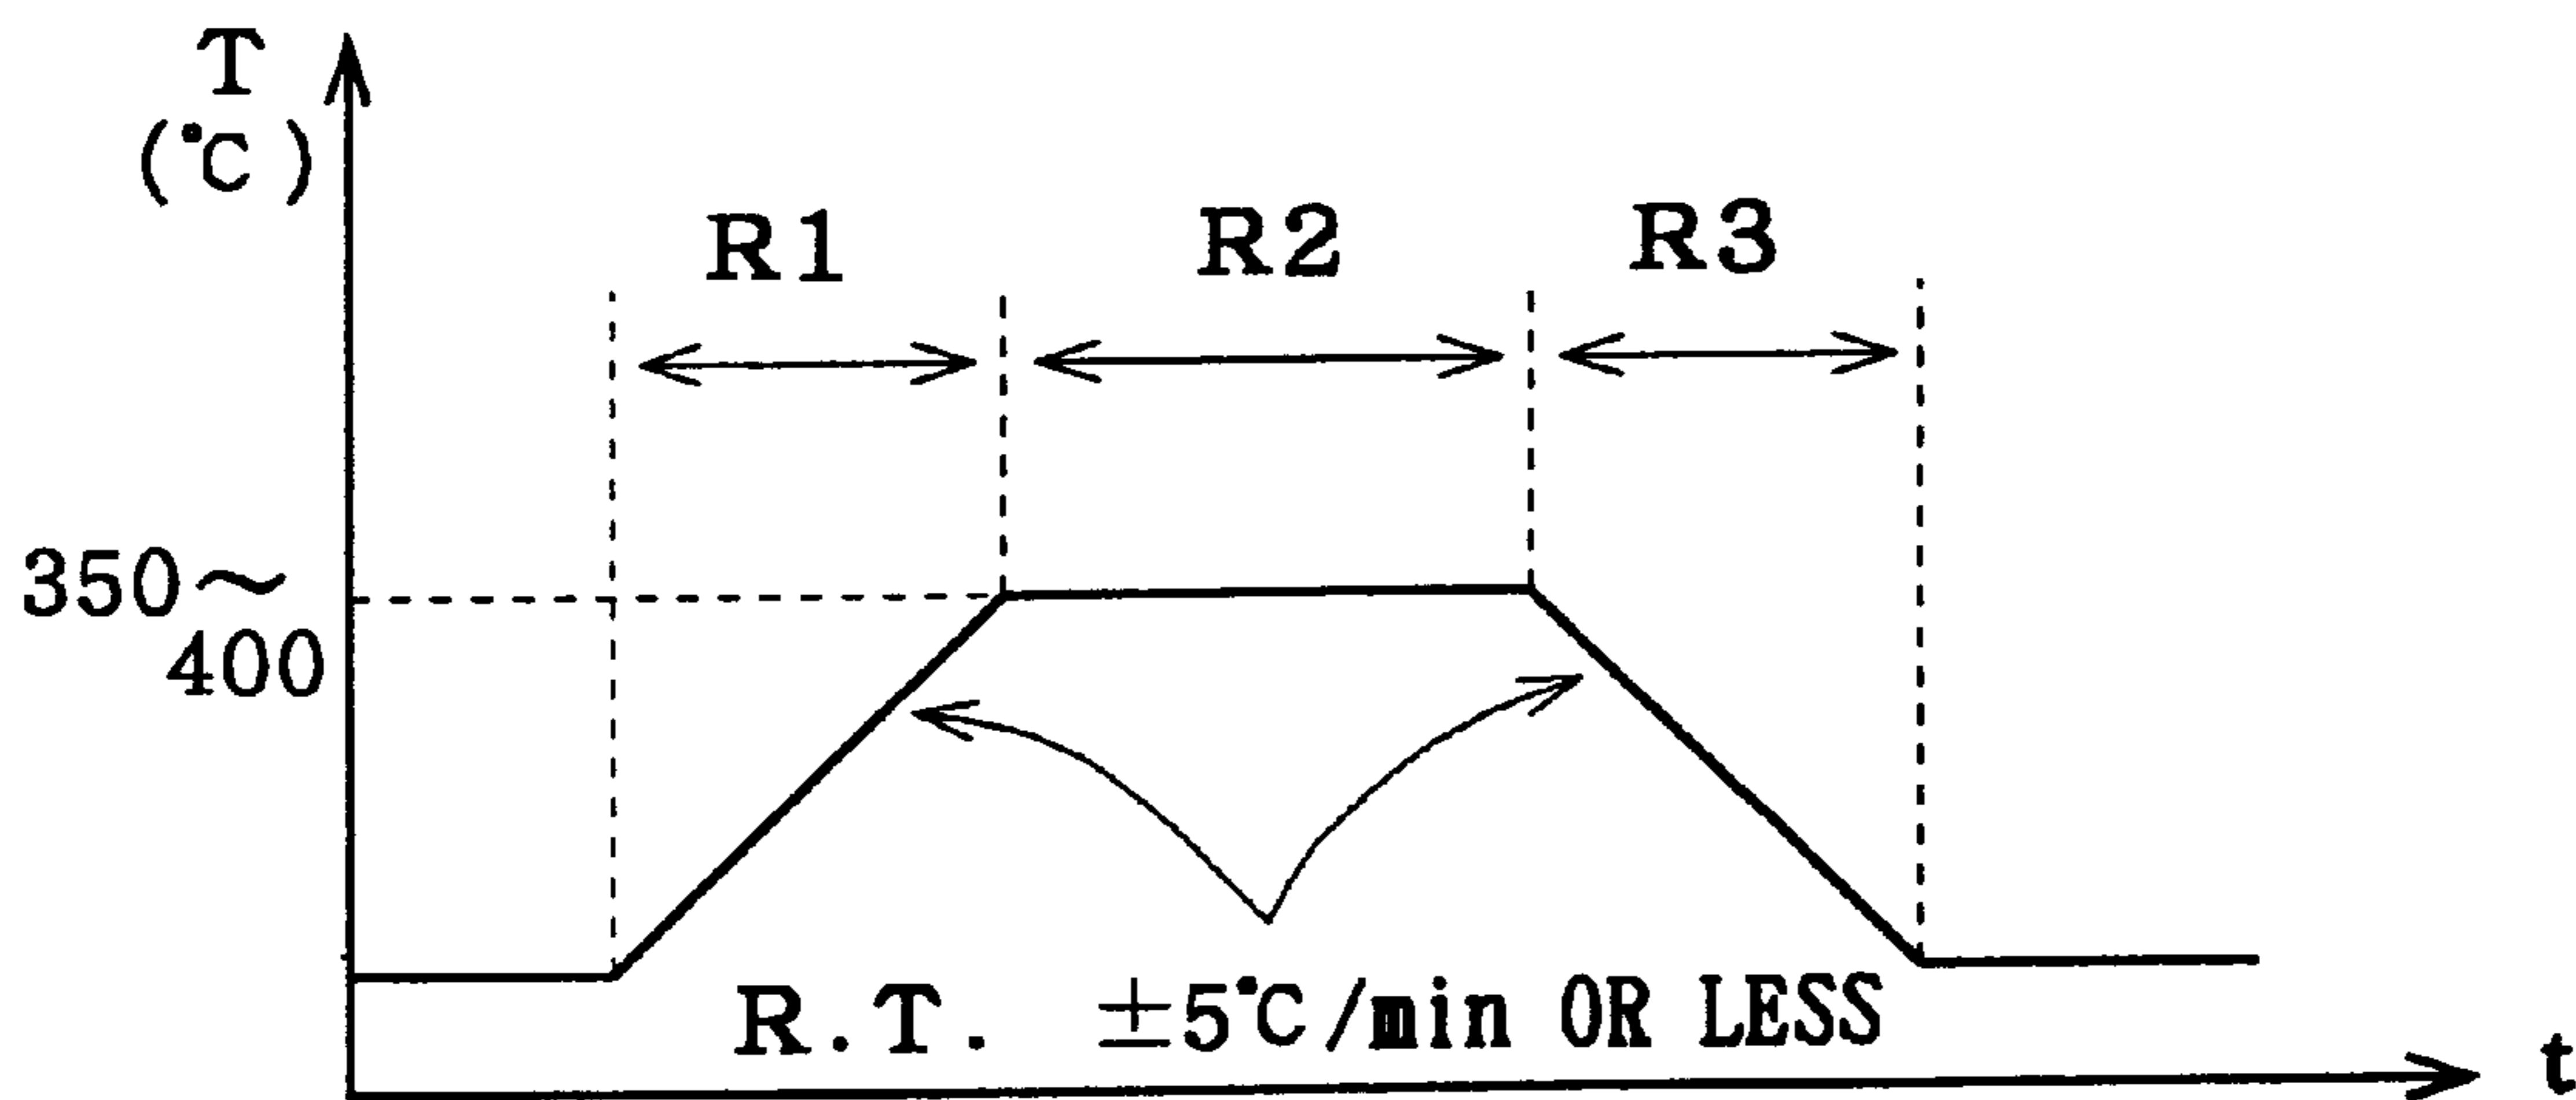 T
(°C)
R1 R2 R3
350～
400
R.T. ±5°C/min OR LESS
t